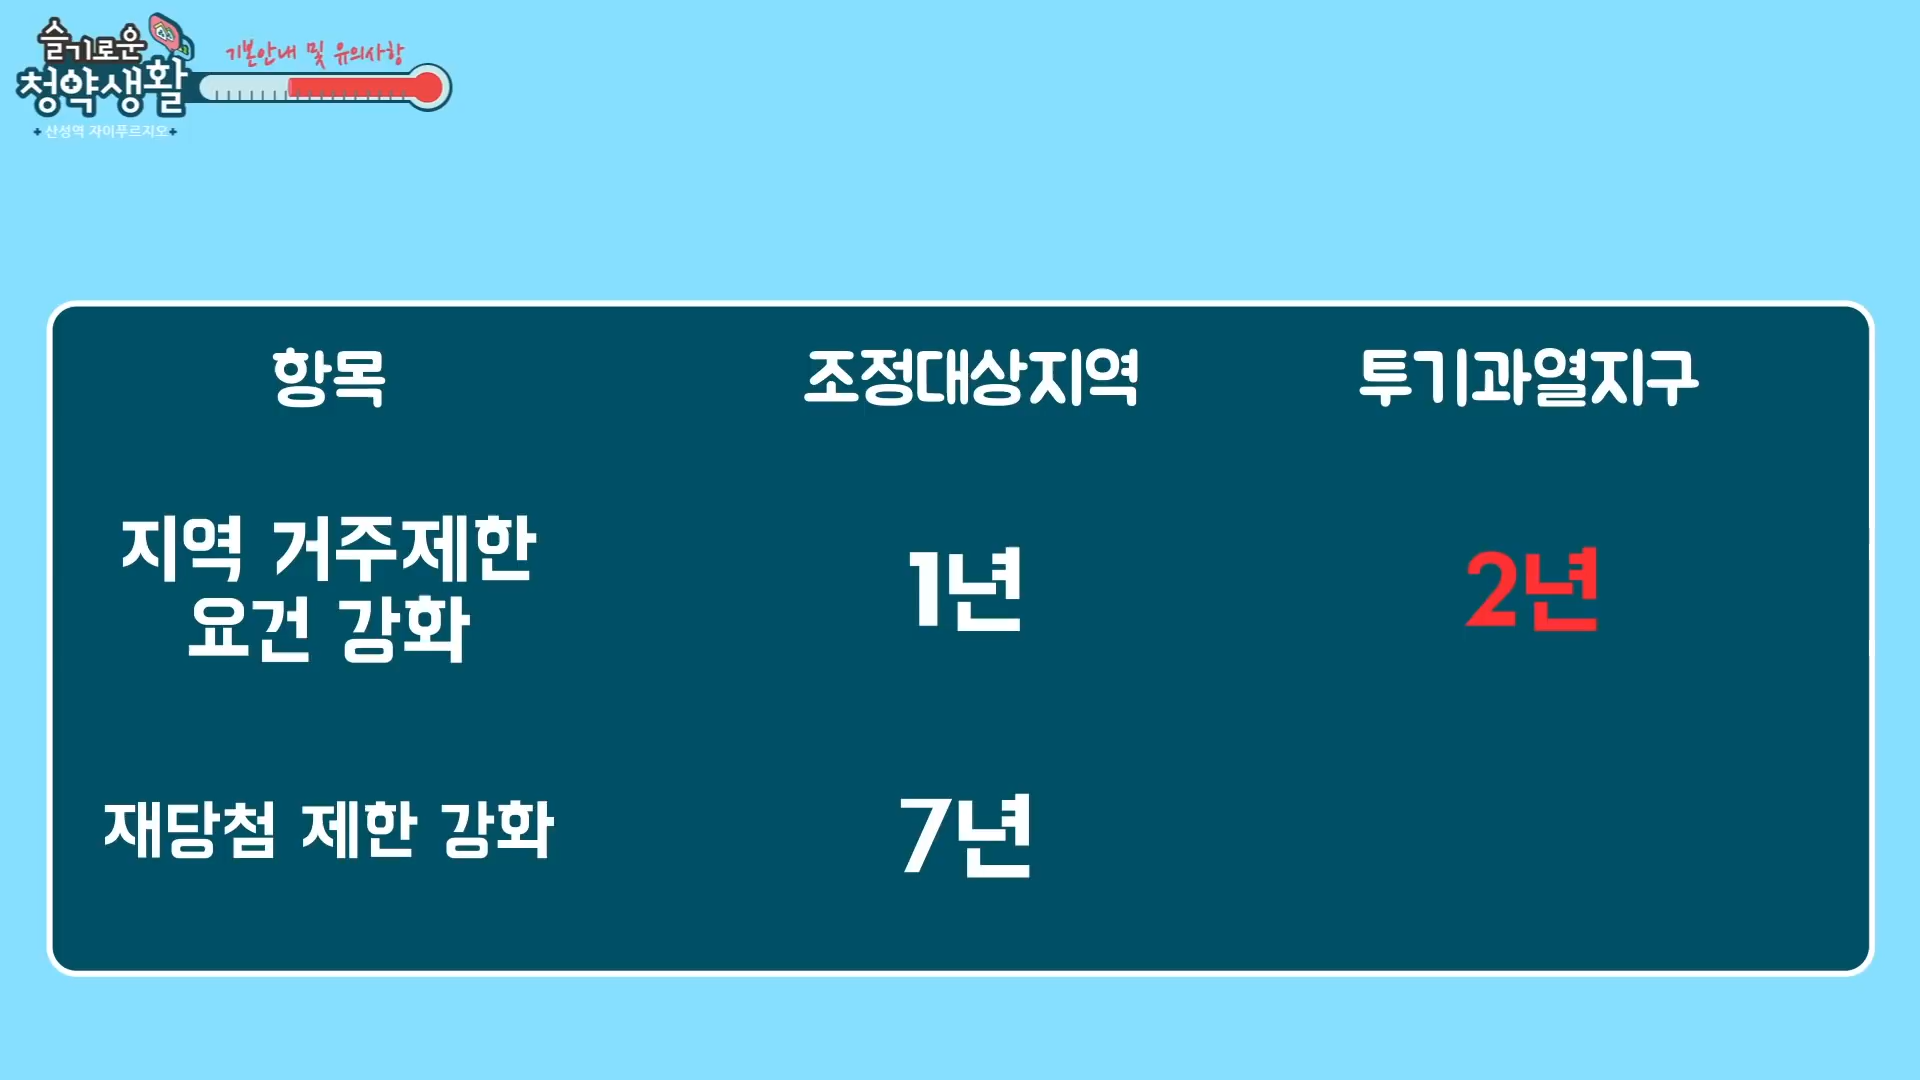 슬기로운
청약생활
산성역 자이푸르지오
기본안내 및 유의사항
항목 조정대상지역 투기과열지구
지역 거주제한
요건 강화
1년 2년
재당첨 제한 강화 7년